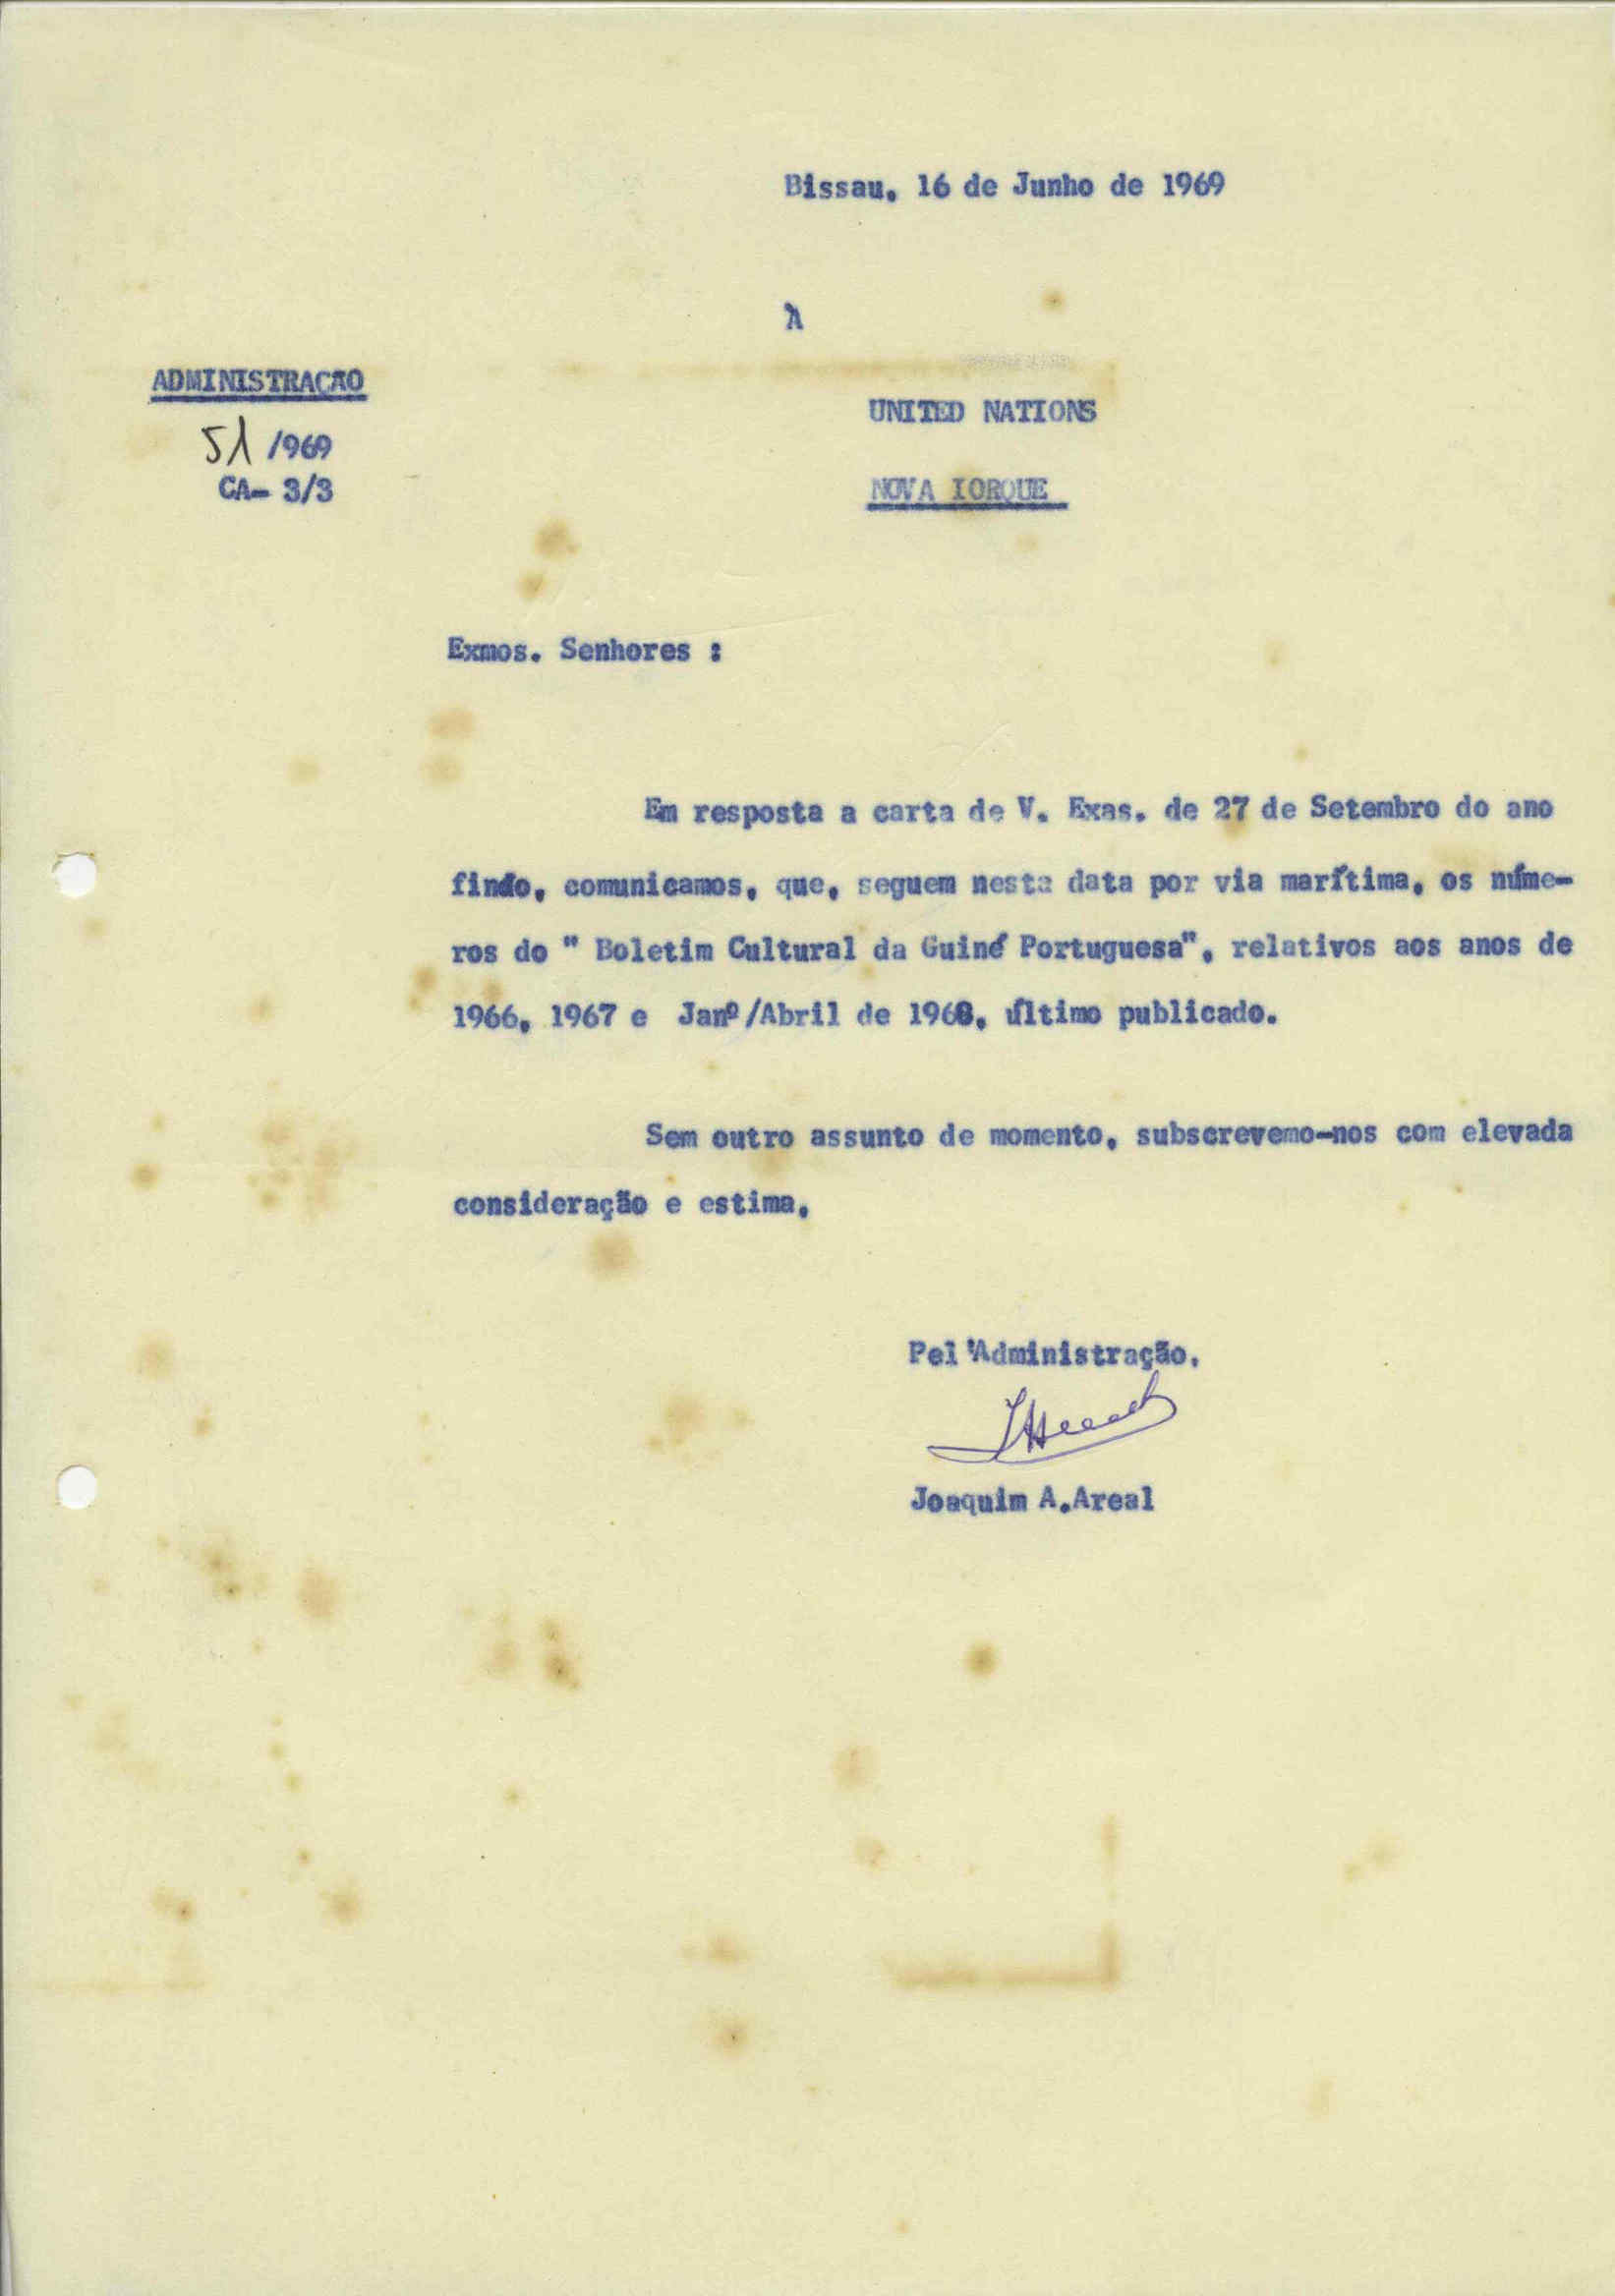 Bissau, 16 de Junho de 1969
À
ADMINISTRAÇÃO
51/969
CA- 3/3
UNITED NATIONS
NOVA IORQUE
Exmos. Senhores :
Em resposta a carta de V. Exas. de 27 de Setembro do ano
findo, comunicamos, que, seguem nesta data por via marítima, os núme-
ros do " Boletim Cultural da Guiné Portuguesa", relativos aos anos de
1966, 1967 e Janº/Abril de 1968, último publicado.
Sem outro assunto de momento, subscrevemo-nos com elevada
consideração e estima,
Pel'Administração,
Joaquim A.Areal